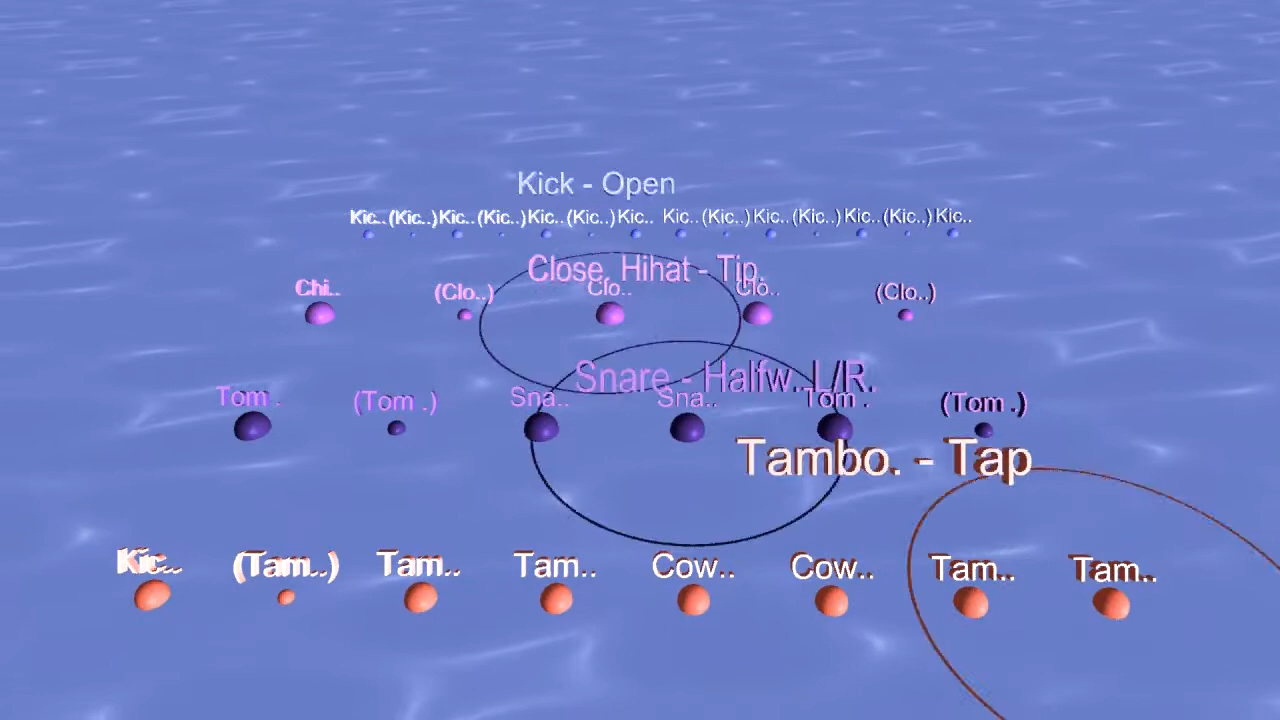 Kick - Open
Kic.. (Kic..) Kic.. (Kic..) Kic.. (Kic..) Kic.. Kic.. (Kic..) Kic.. (Kic..) Kic.. (Kic..) Kic..
Close. Hihat - Tip.
Chi.. (Clo..) Clo.. Clo.. (Clo..)
Snare - Halfw.. L/R.
Tom . (Tom .) Sna.. Sna.. Tom . (Tom .)
Tambo. - Tap
Kic.. (Tam..) Tam.. Tam.. Cow.. Cow.. Tam.. Tam..